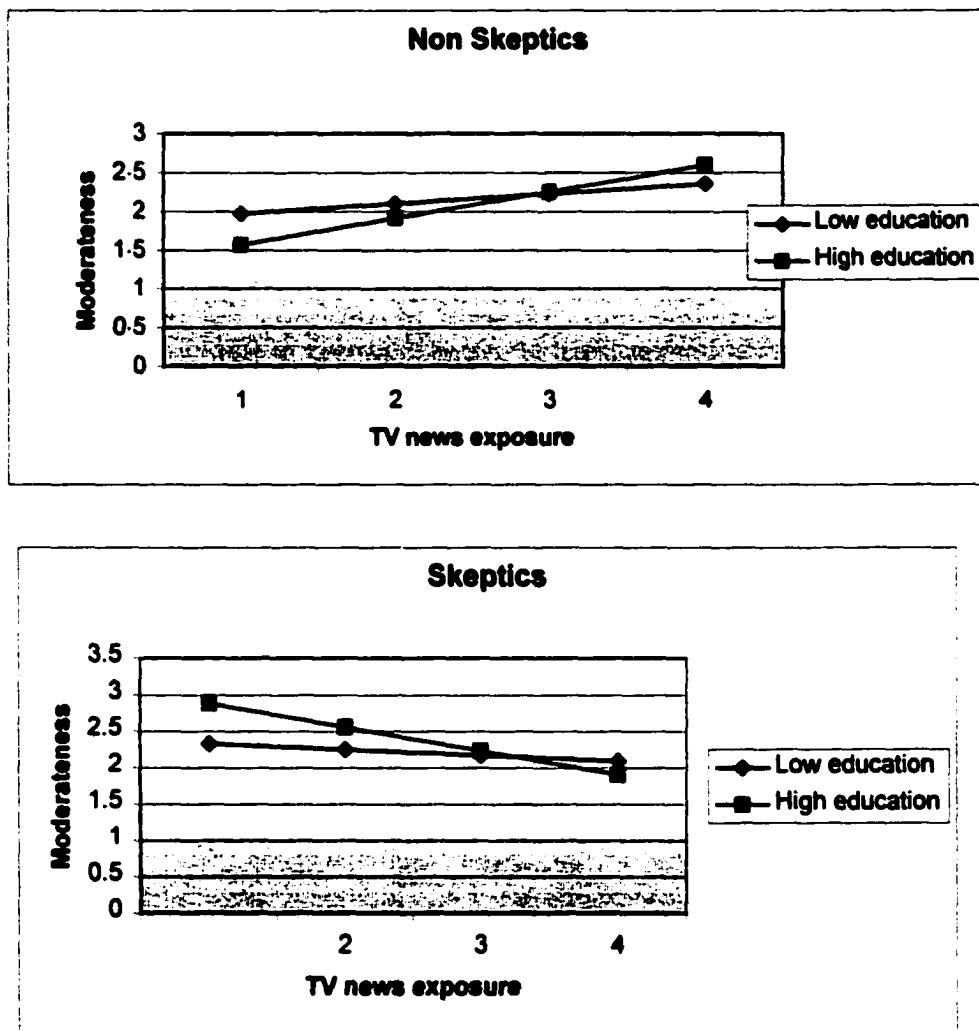 Non Skeptics
3
2.5
2
1.5
1
0.5
0
Moderateness
1 2 3 4
TV news exposure
Low education
High education
Skeptics
3.5
3
2.5
2
1.5
1
0.5
0
Moderateness
2 3 4
TV news exposure
Low education
High education